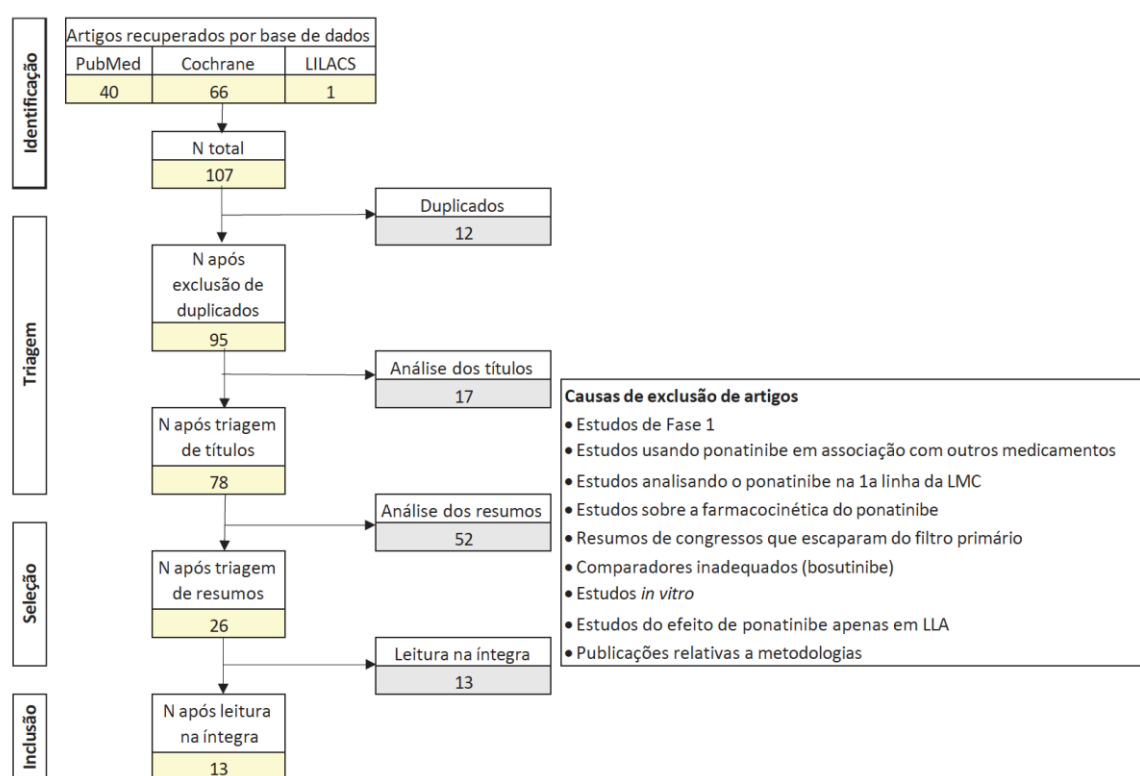 Identificação
Artigos recuperados por base de dados
PubMed Cochrane LILACS
40 66 1
N total
107
Triagem
Duplicados
12
N após
exclusão de
duplicados
95
Análise dos títulos
17
N após triagem
de títulos
78
Causas de exclusão de artigos
• Estudos de Fase 1
• Estudos usando ponatinibe em associação com outros medicamentos
• Estudos analisando o ponatinibe na 1a linha da LMC
• Estudos sobre a farmacocinética do ponatinibe
• Resumos de congressos que escaparam do filtro primário
• Comparadores inadequados (bosutinibe)
• Estudos in vitro
• Estudos do efeito de ponatinibe apenas em LLA
• Publicações relativas a metodologias
Seleção
Análise dos resumos
52
N após triagem
de resumos
26
Leitura na íntegra
13
Inclusão
N após leitura
na íntegra
13